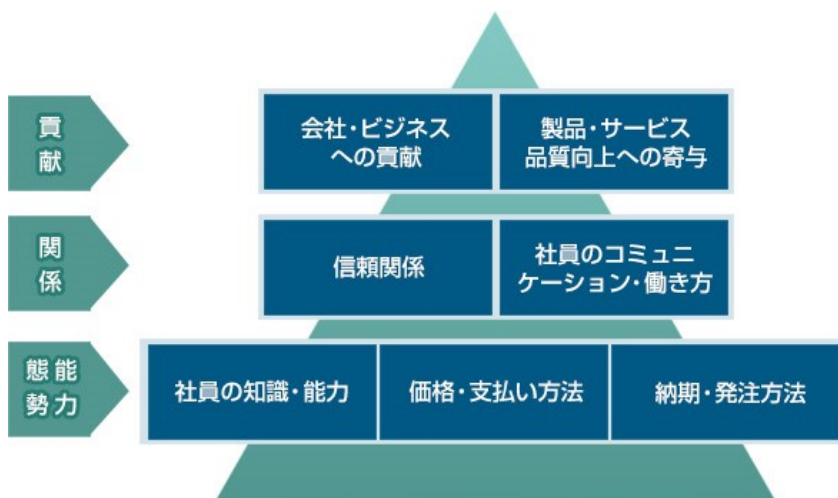 貢献
会社・ビジネス
への貢献
製品・サービス
品質向上への寄与
関係
信頼関係
社員のコミュニ
ケーション・働き方
能力
態勢
社員の知識・能力
価格・支払い方法
納期・発注方法